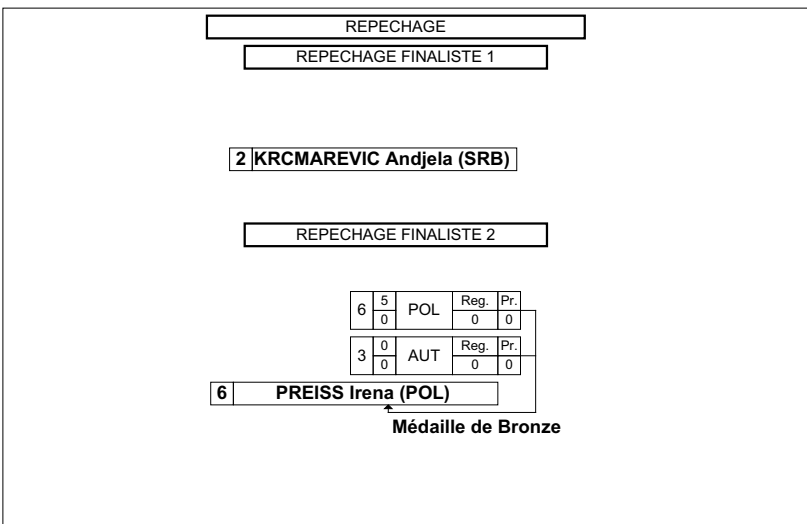 REPECHAGE
REPECHAGE FINALISTE 1
2 KRCMAREVIC Andjela (SRB)
REPECHAGE FINALISTE 2
6 5 POL Reg. Pr.
0 0 0
3 0 AUT Reg. Pr.
0 0 0
6 PREISS Irena (POL)
Médaille de Bronze